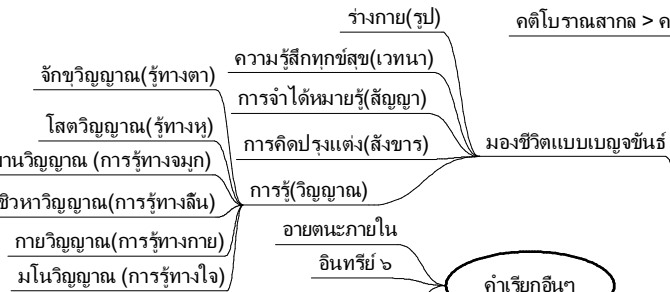 ร่างกาย(รูป)
คติโบราณสากล >
ความรู้สึกทุกข์สุข(เวทนา)
จักขุวิญญาณ(รู้ทางตา)
การจำได้หมายรู้(สัญญา)
โสตวิญญาณ(รู้ทางหู)
การคิดปรุงแต่ง(สังขาร)
มองชีวิตแบบเบญจขันธ์
านวิญญาณ (การรู้ทางจมูก)
การรู้(วิญญาณ)
ชิวหาวิญญาณ(การรู้ทางลิ้น)
อายตนะภายใน
กายวิญญาณ(การรู้ทางกาย)
อินทรีย์ ๖
มโนวิญญาณ (การรู้ทางใจ)
คำเรียกอื่นๆ